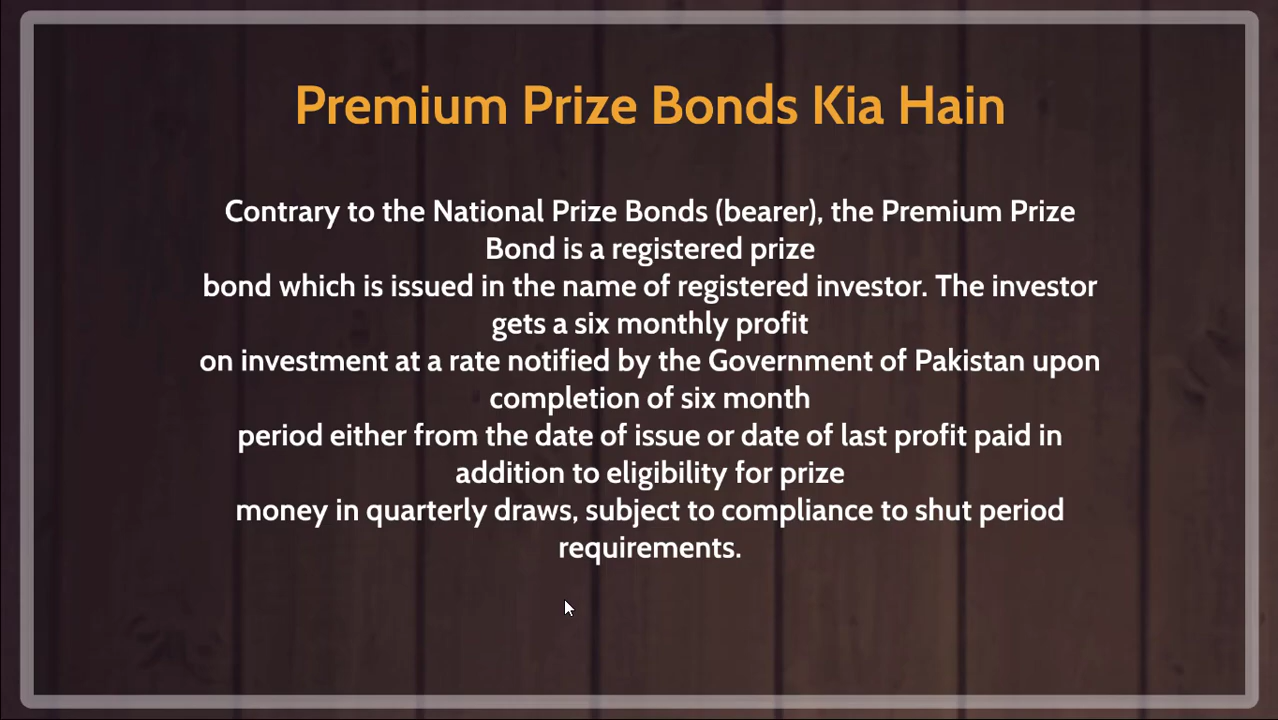 Premium Prize Bonds Kia Hain
Contrary to the National Prize Bonds (bearer), the Premium Prize
Bond is a registered prize
bond which is issued in the name of registered investor. The investor
gets a six monthly profit
on investment at a rate notified by the Government of Pakistan upon
completion of six month
period either from the date of issue or date of last profit paid in
addition to eligibility for prize
money in quarterly draws, subject to compliance to shut period
requirements.